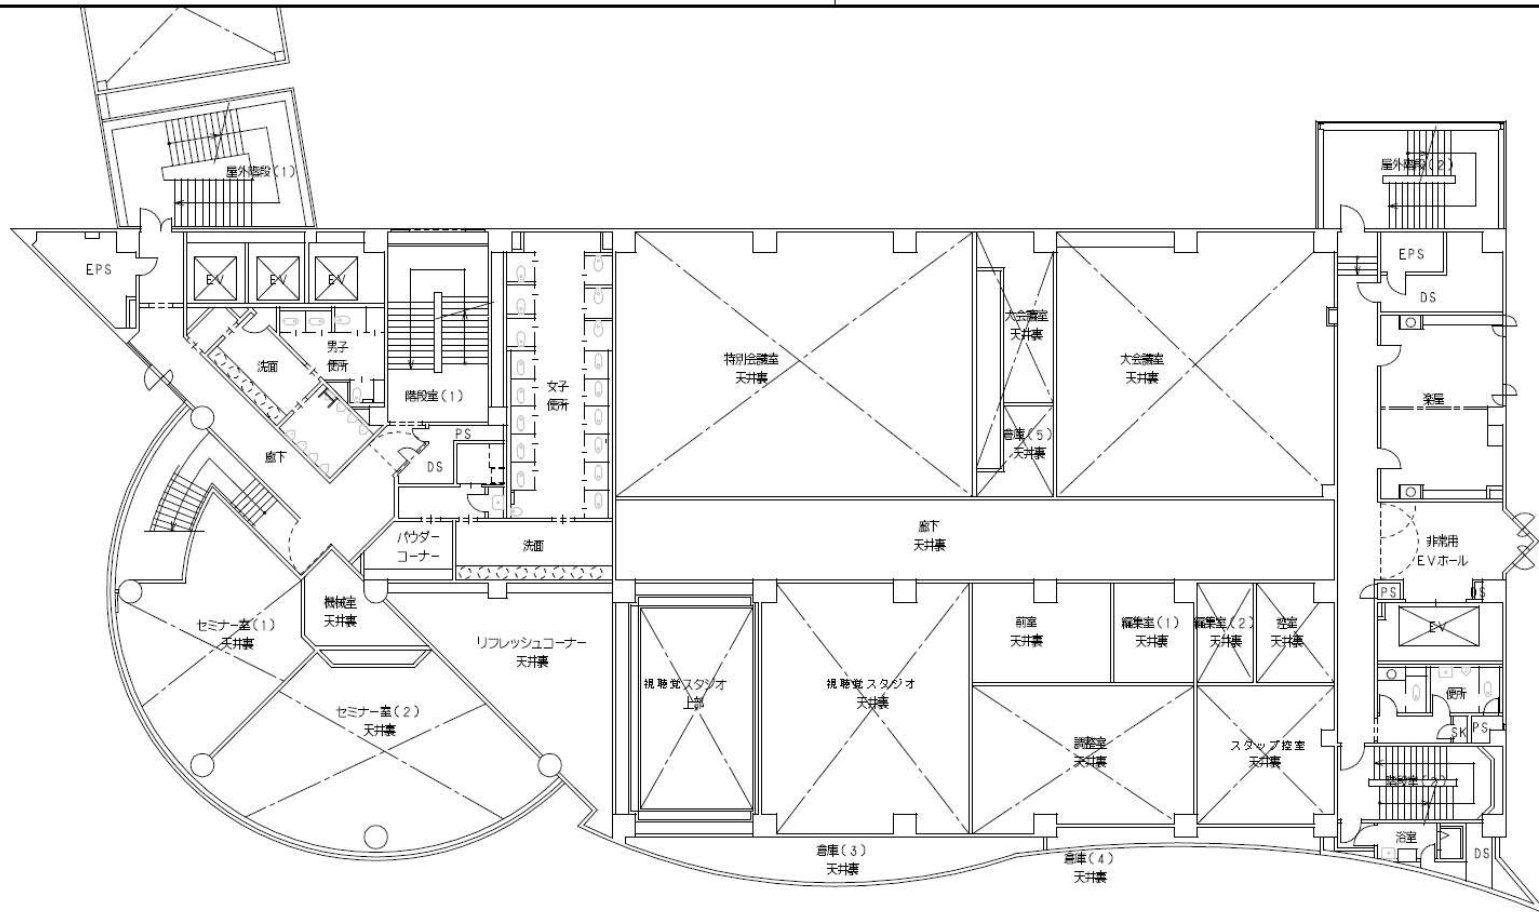 屋外階段(1)
屋外階段(2)
EPS
EV
EV
EV
EPS
DS
大会議室
天井裏
男子
便所
洗面
特別会議室
天井裏
大会議室
天井裏
女子
便所
階段室(1)
楽屋
PS
倉庫(5)
天井裏
廊下
DS
廊下
天井裏
パウダー
コーナー
洗面
非常用
EVホール
PS
DS
機械室
天井裏
セミナー室(1)
天井裏
リフレッシュコーナー
天井裏
前室
天井裏
編集室(1)
天井裏
編集室(2)
天井裏
控室
天井裏
EV
視聴覚スタジオ
上部
視聴覚スタジオ
天井裏
便所
セミナー室(2)
天井裏
SK
PS
調整室
天井裏
スタッフ控室
天井裏
階段室(2)
浴室
倉庫(3)
天井裏
倉庫(4)
天井裏
DS